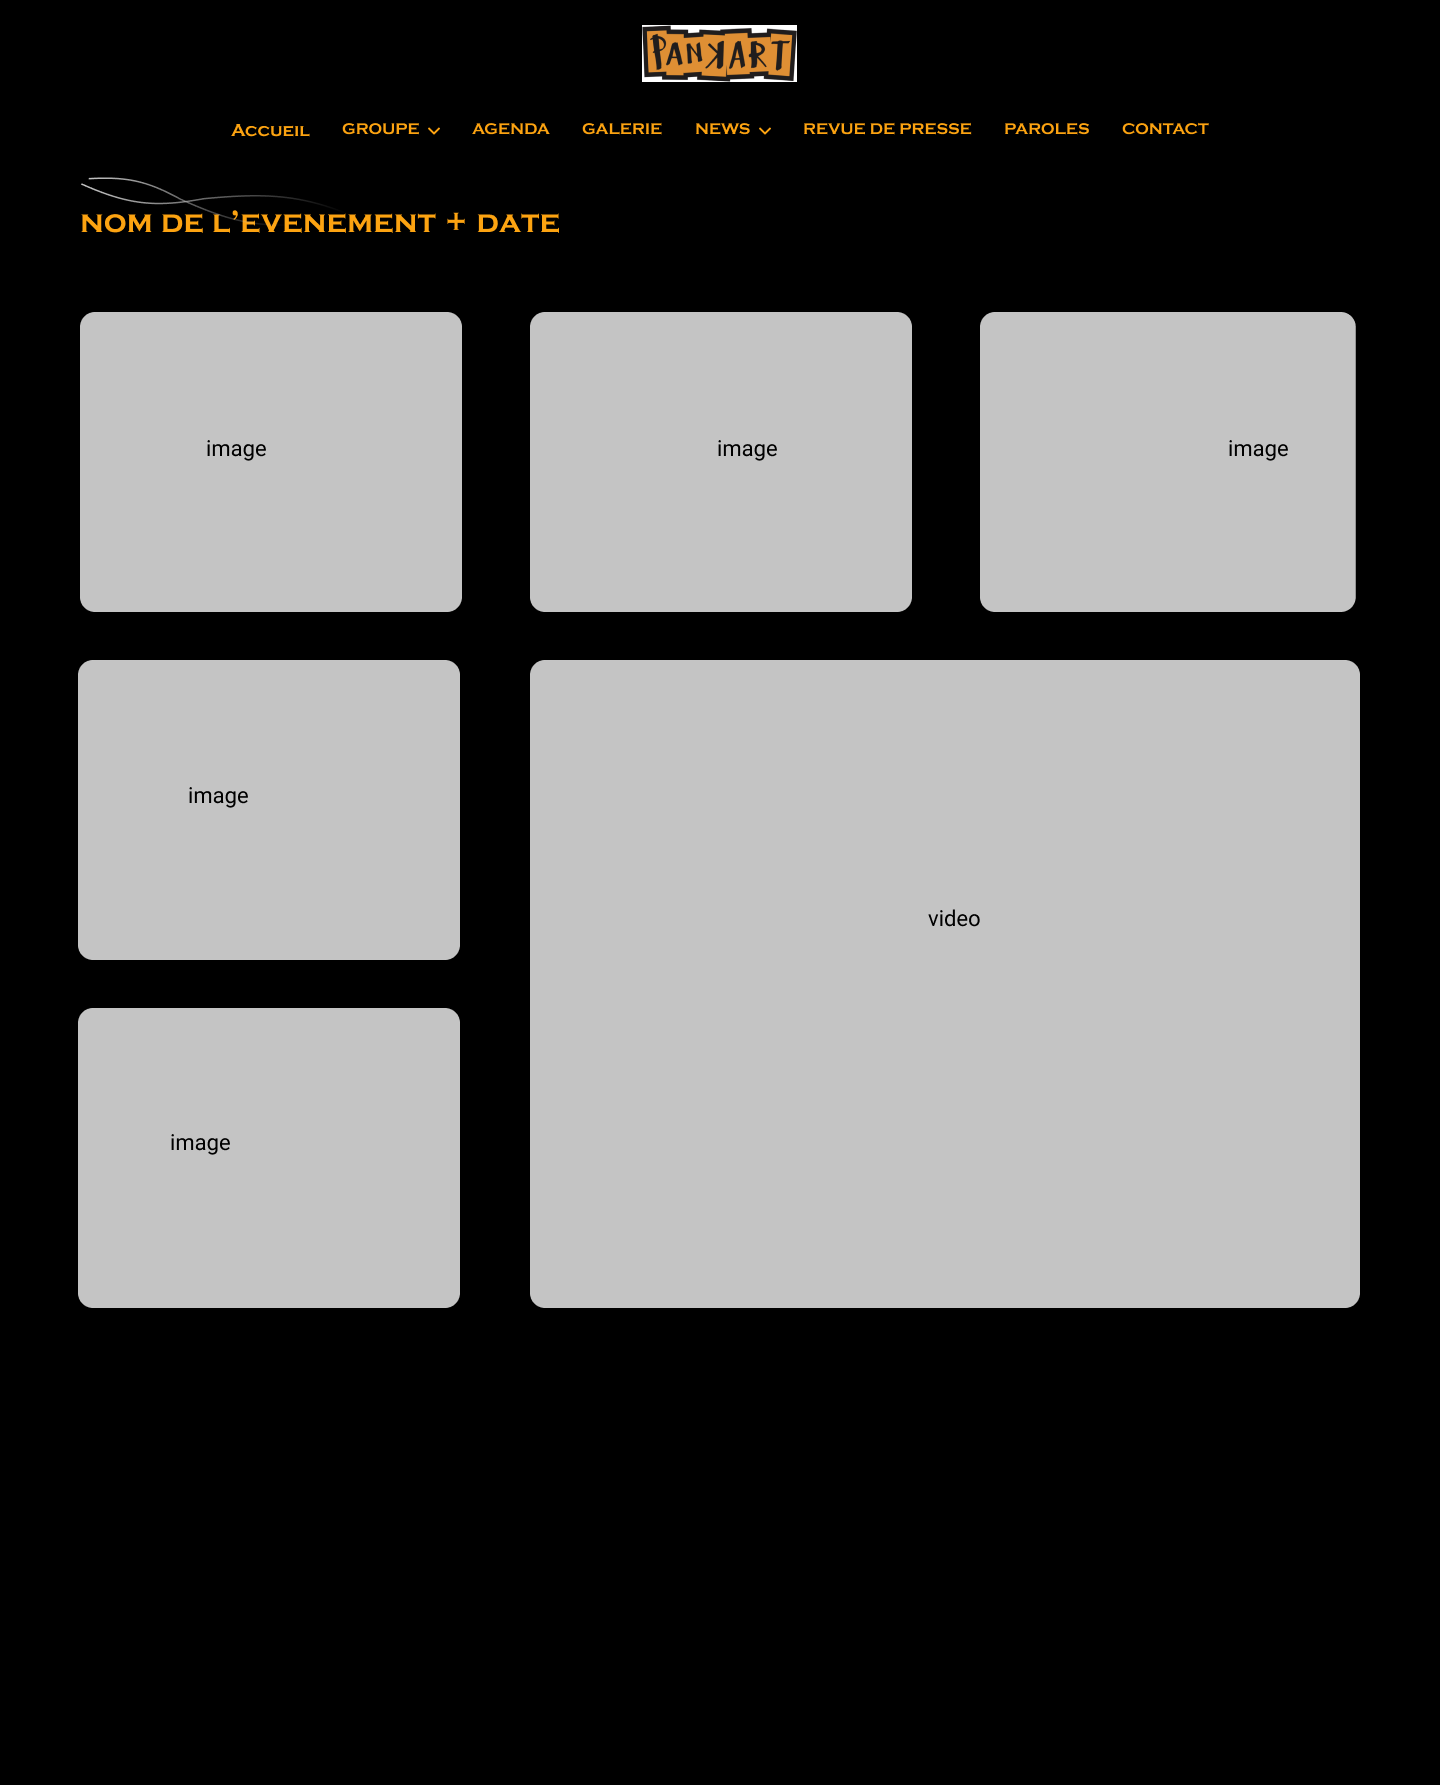 PANKART
ACCUEIL GROUPE AGENDA GALERIE NEWS REVUE DE PRESSE PAROLES CONTACT
NOM DE L’EVENEMENT + DATE
image image image
image
video
image